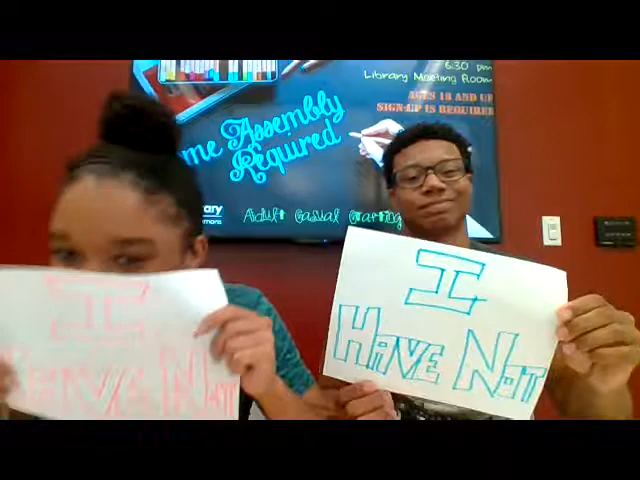 6:30 pm
Library Meeting Room
AGES 18 AND UP
SIGN-UP IS REQUIRED
me Assembly
Required
Adult Casual Crafting
I
HAVE NOT
I
HAVE NOT